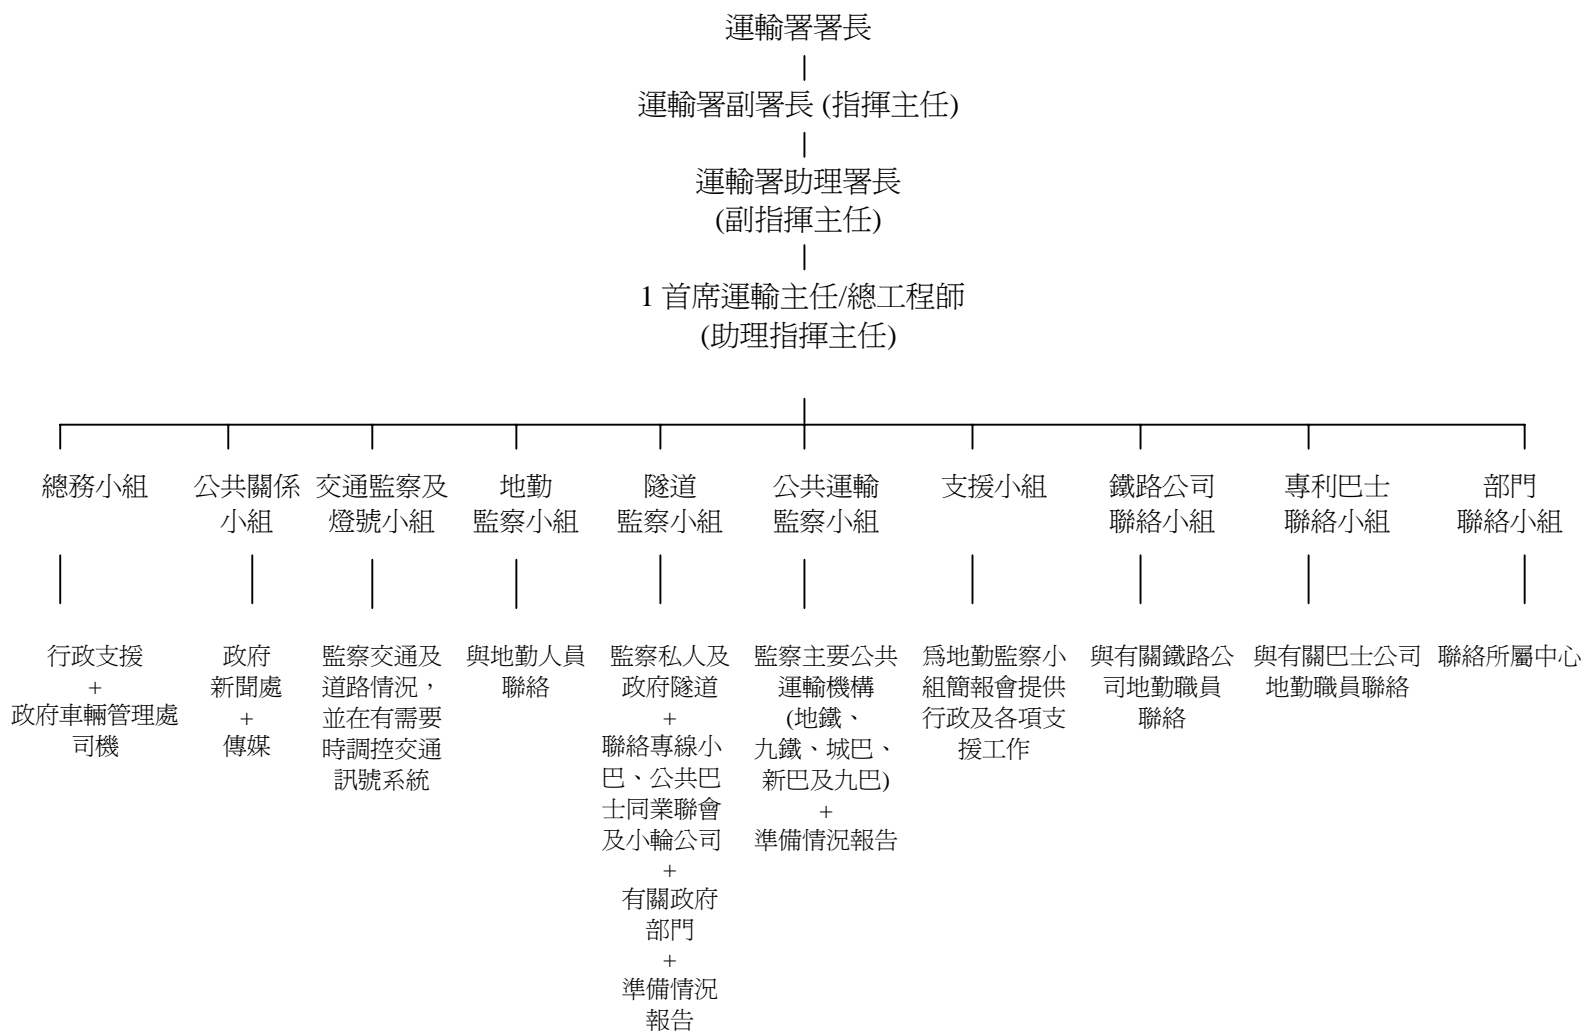 運輸署署長
運輸署副署長 (指揮主任)
運輸署助理署長
(副指揮主任)
1 首席運輸主任/總工程師
(助理指揮主任)
總務小組
公共關係
小組
交通監察及
燈號小組
地勤
監察小組
隧道
監察小組
公共運輸
監察小組
支援小組
鐵路公司
聯絡小組
專利巴士
聯絡小組
部門
聯絡小組
行政支援
+
政府車輛管理處
司機
政府
新聞處
+
傳媒
監察交通及
道路情況，
並在有需要
時調控交通
訊號系統
與地勤人員
聯絡
監察私人及
政府隧道
+
聯絡專線小
巴、公共巴
士同業聯會
及小輪公司
+
有關政府
部門
+
準備情況
報告
監察主要公共
運輸機構
(地鐵、
九鐵、城巴、
新巴及九巴)
+
準備情況報告
爲地勤監察小
組簡報會提供
行政及各項支
援工作
與有關鐵路公
司地勤職員
聯絡
與有關巴士公司
地勤職員聯絡
聯絡所屬中心